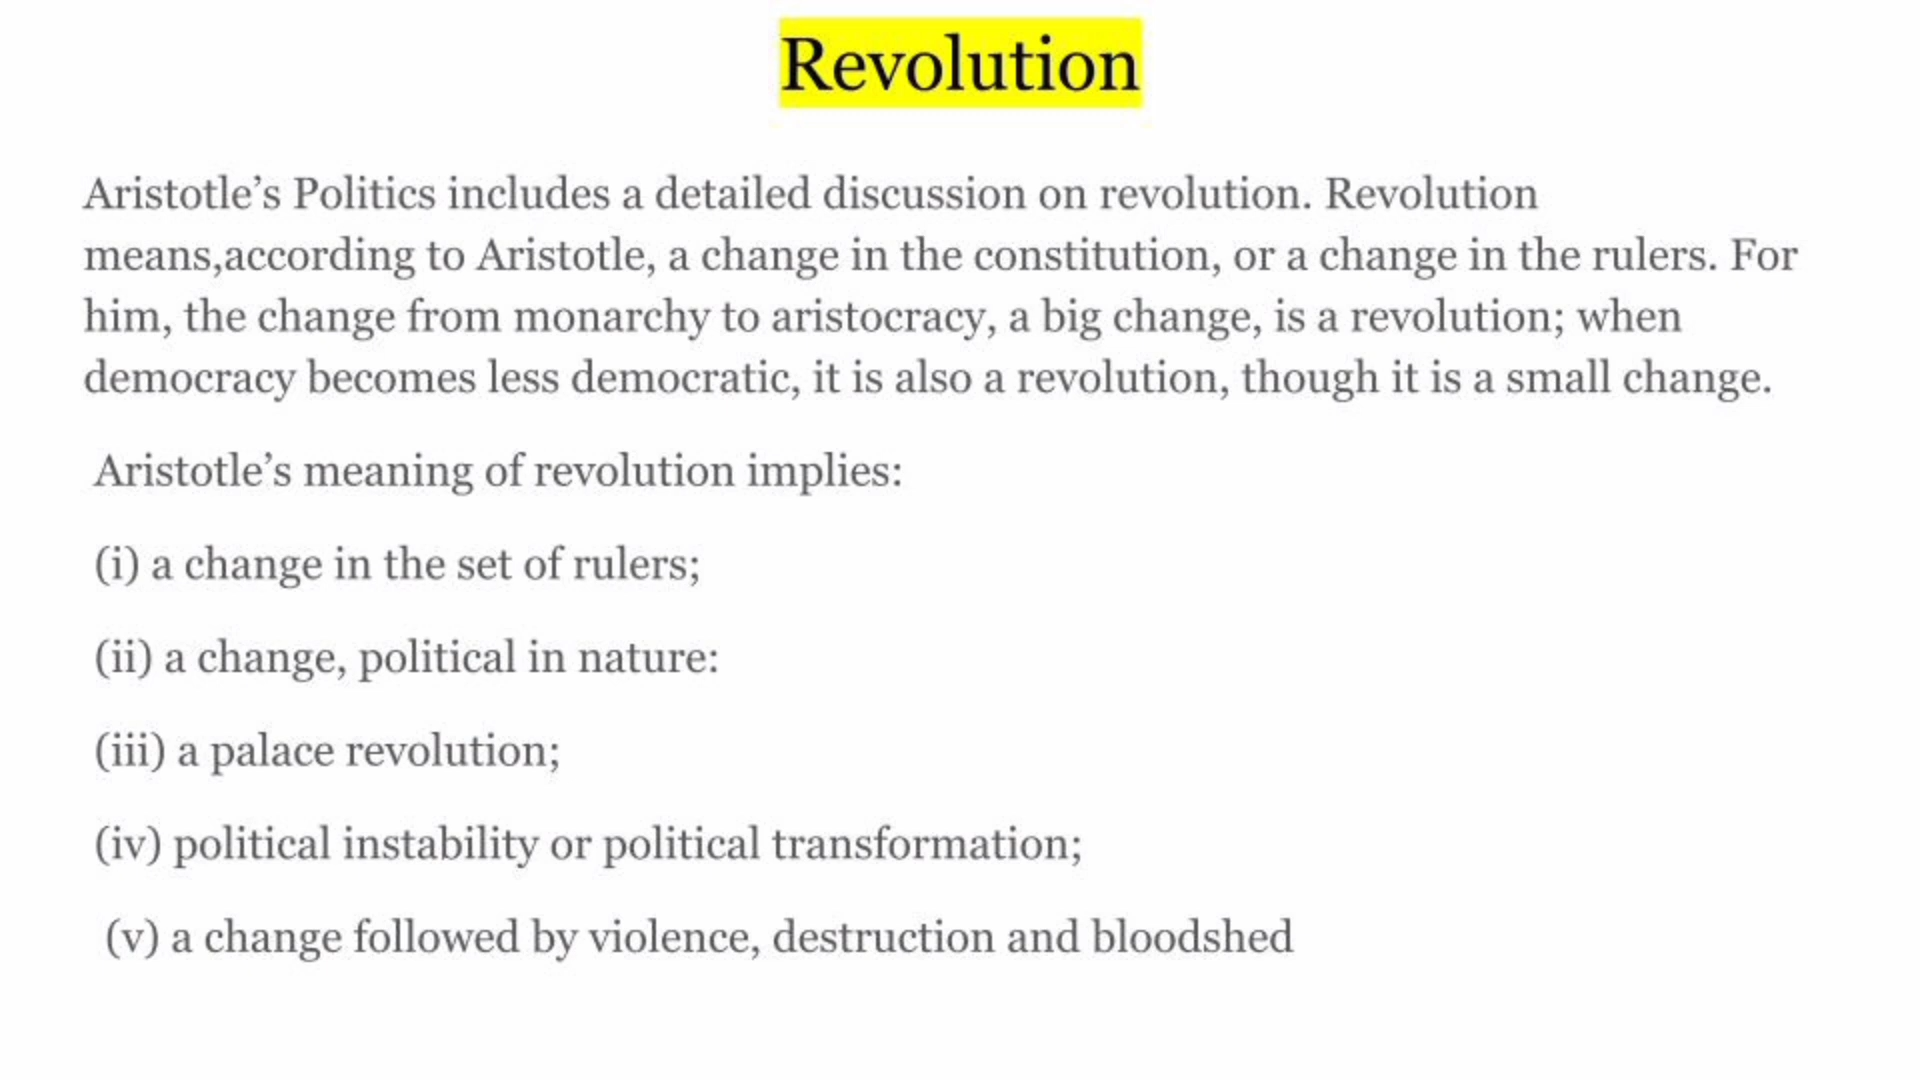 Revolution
Aristotle’s Politics includes a detailed discussion on revolution. Revolution
means,according to Aristotle, a change in the constitution, or a change in the rulers. For
him, the change from monarchy to aristocracy, a big change, is a revolution; when
democracy becomes less democratic, it is also a revolution, though it is a small change.
Aristotle’s meaning of revolution implies:
(i) a change in the set of rulers;
(ii) a change, political in nature:
(iii) a palace revolution;
(iv) political instability or political transformation;
(v) a change followed by violence, destruction and bloodshed